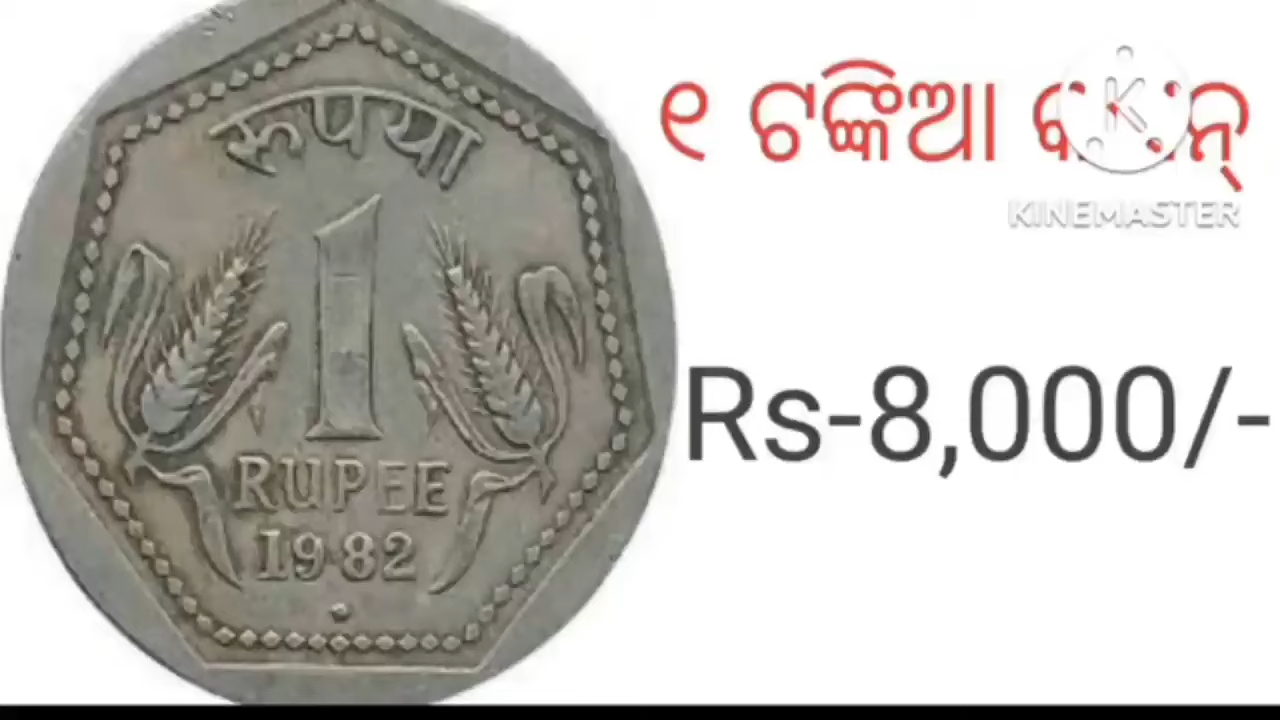 रूपया
1
RUPEE
1982
୧ ଟଙ୍କିଆ
KINEMASTER
Rs-8,000/-